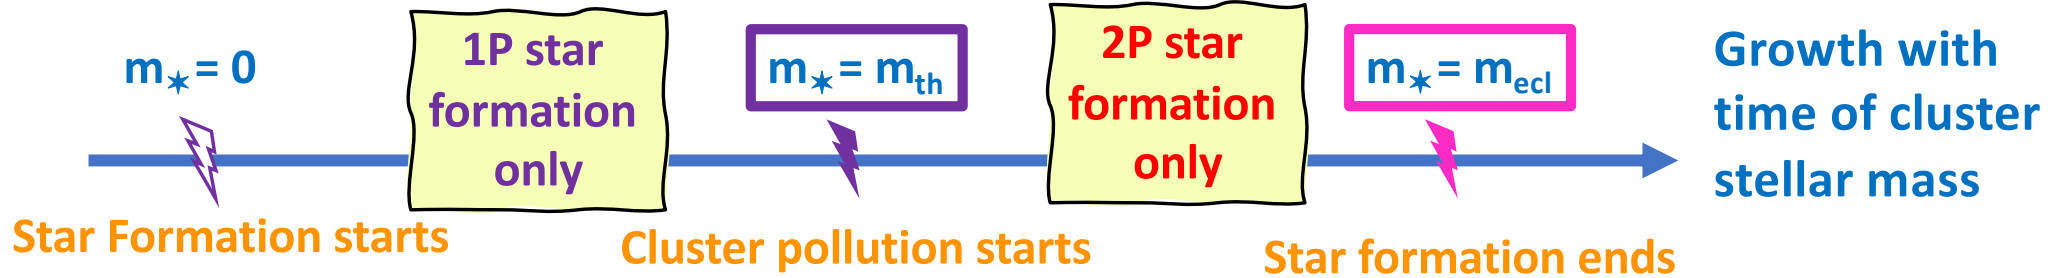 m✶= 0
1P star
formation
only
m✶= mth
2P star
formation
only
m✶= mecl
Growth with
time of cluster
stellar mass
Star Formation starts
Cluster pollution starts
Star formation ends